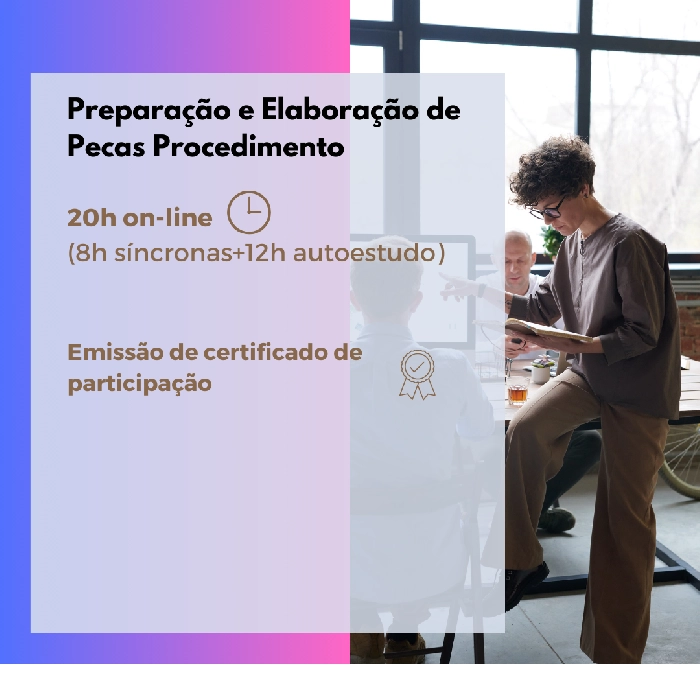 Preparação e Elaboração de
Pecas Procedimento
20h on-line
(8h síncronas+12h autoestudo)
Emissão de certificado de
participação